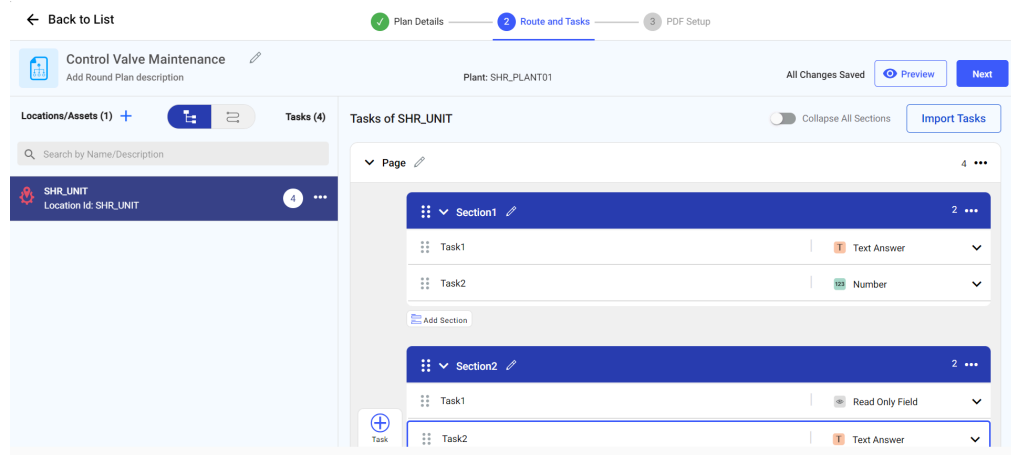 Back to List
Plan Details
2 Route and Tasks
3 PDF Setup
Control Valve Maintenance
Add Round Plan description
Plant: SHR_PLANT01
All Changes Saved
Preview
Next
Locations/Assets (1)
Tasks (4)
Search by Name/Description
SHR_UNIT
Location Id: SHR_UNIT
4
Tasks of SHR_UNIT
Collapse All Sections
Import Tasks
Page
4
Section1
2
Task1
T Text Answer
Task2
123 Number
Add Section
Section2
2
Task1
Read Only Field
Task
Task2
T Text Answer